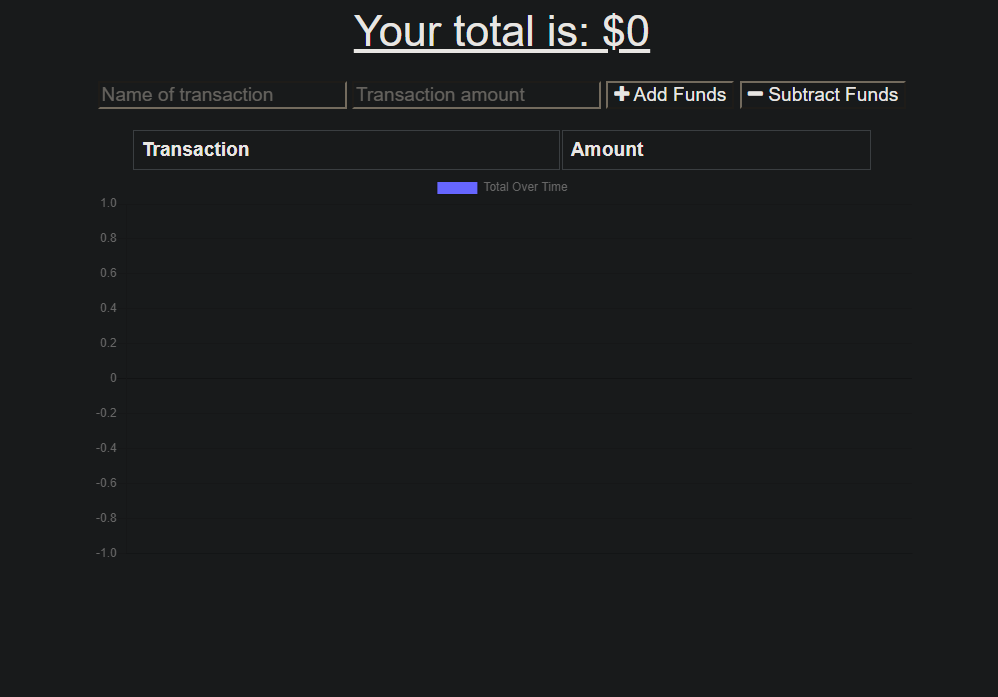 Your total is: $0
Name of transaction Transaction amount Add Funds Subtract Funds
Transaction Amount
Total Over Time
1.0
0.8
0.6
0.4
0.2
0
-0.2
-0.4
-0.6
-0.8
-1.0